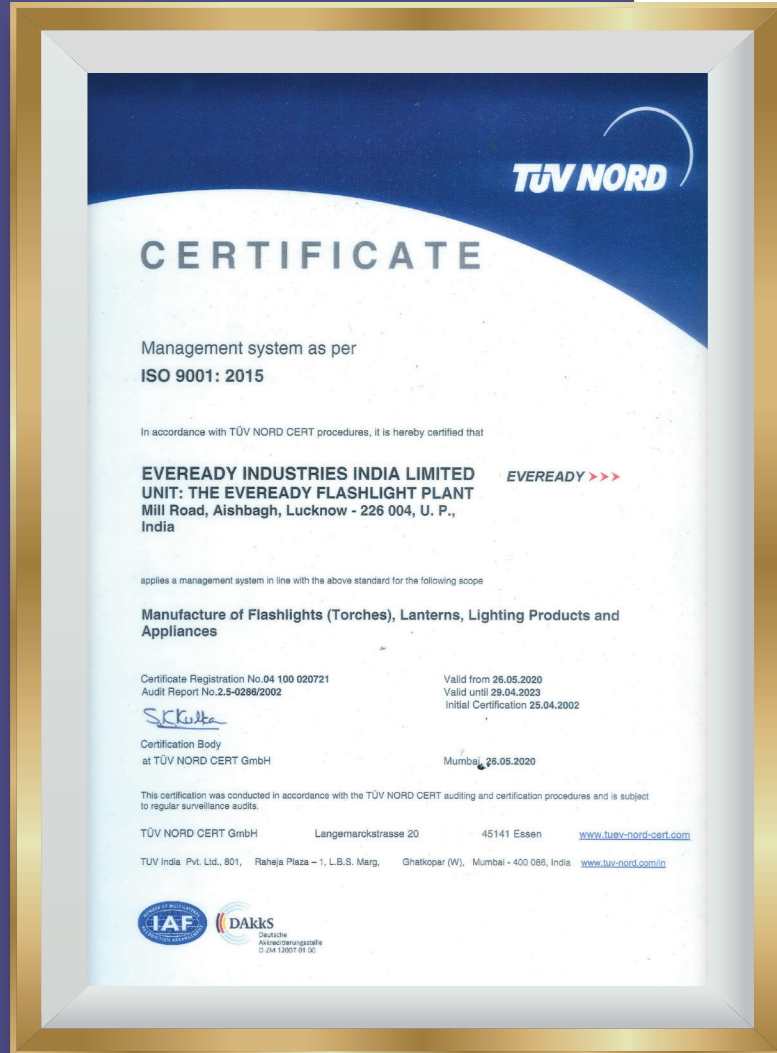 TÜV NORD
CERTIFICATE
Management system as per
ISO 9001: 2015
In accordance with TÜV NORD CERT procedures, it is hereby certified that
EVEREADY INDUSTRIES INDIA LIMITED
UNIT: THE EVEREADY FLASHLIGHT PLANT
Mill Road, Aishbagh, Lucknow - 226 004, U. P.,
India
EVEREADY >>>
applies a management system in line with the above standard for the following scope
Manufacture of Flashlights (Torches), Lanterns, Lighting Products and
Appliances
Certificate Registration No.04 100 020721
Audit Report No.2.5-0286/2002
Valid from 26.05.2020
Valid until 29.04.2023
Initial Certification 25.04.2002
Certification Body
at TÜV NORD CERT GmbH
Mumbai, 26.05.2020
This certification was conducted in accordance with the TÜV NORD CERT auditing and certification procedures and is subject
to regular surveillance audits.
TÜV NORD CERT GmbH Langemarckstrasse 20 45141 Essen www.tuev-nord-cert.com
TUV India Pvt. Ltd., 801, Raheja Plaza – 1, L.B.S. Marg, Ghatkopar (W), Mumbai - 400 086, India www.tuv-nord.com/in
MEMBER OF MULTILATERAL
IAF
RECOGNITION ARRANGEMENT
DAkkS
Deutsche
Akkreditierungsstelle
D-ZM-12007-01-00